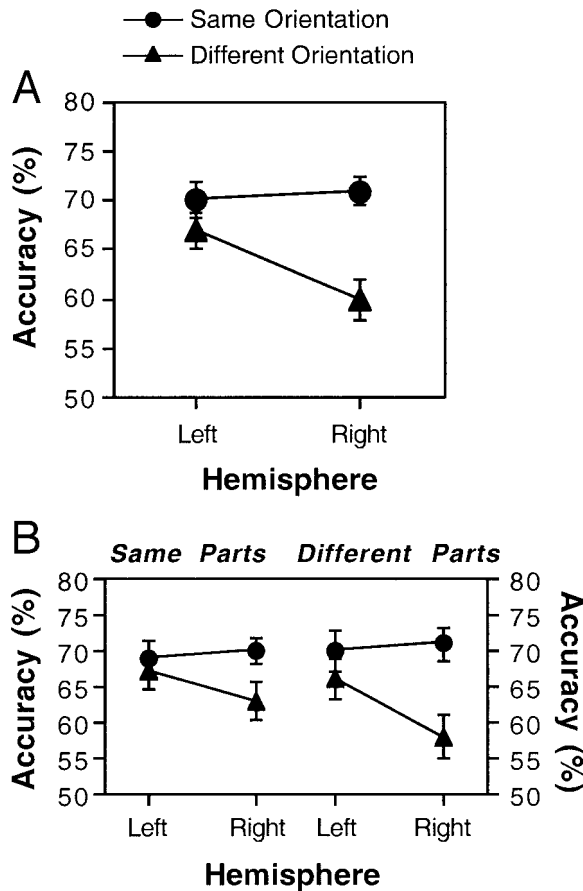 Same Orientation
Different Orientation
A
80
75
70
65
60
55
50
Accuracy (%)
Left Right
Hemisphere
B
Same Parts Different Parts
80
75
70
65
60
55
50
Accuracy (%)
80
75
70
65
60
55
50
Accuracy (%)
Left Right Left Right
Hemisphere